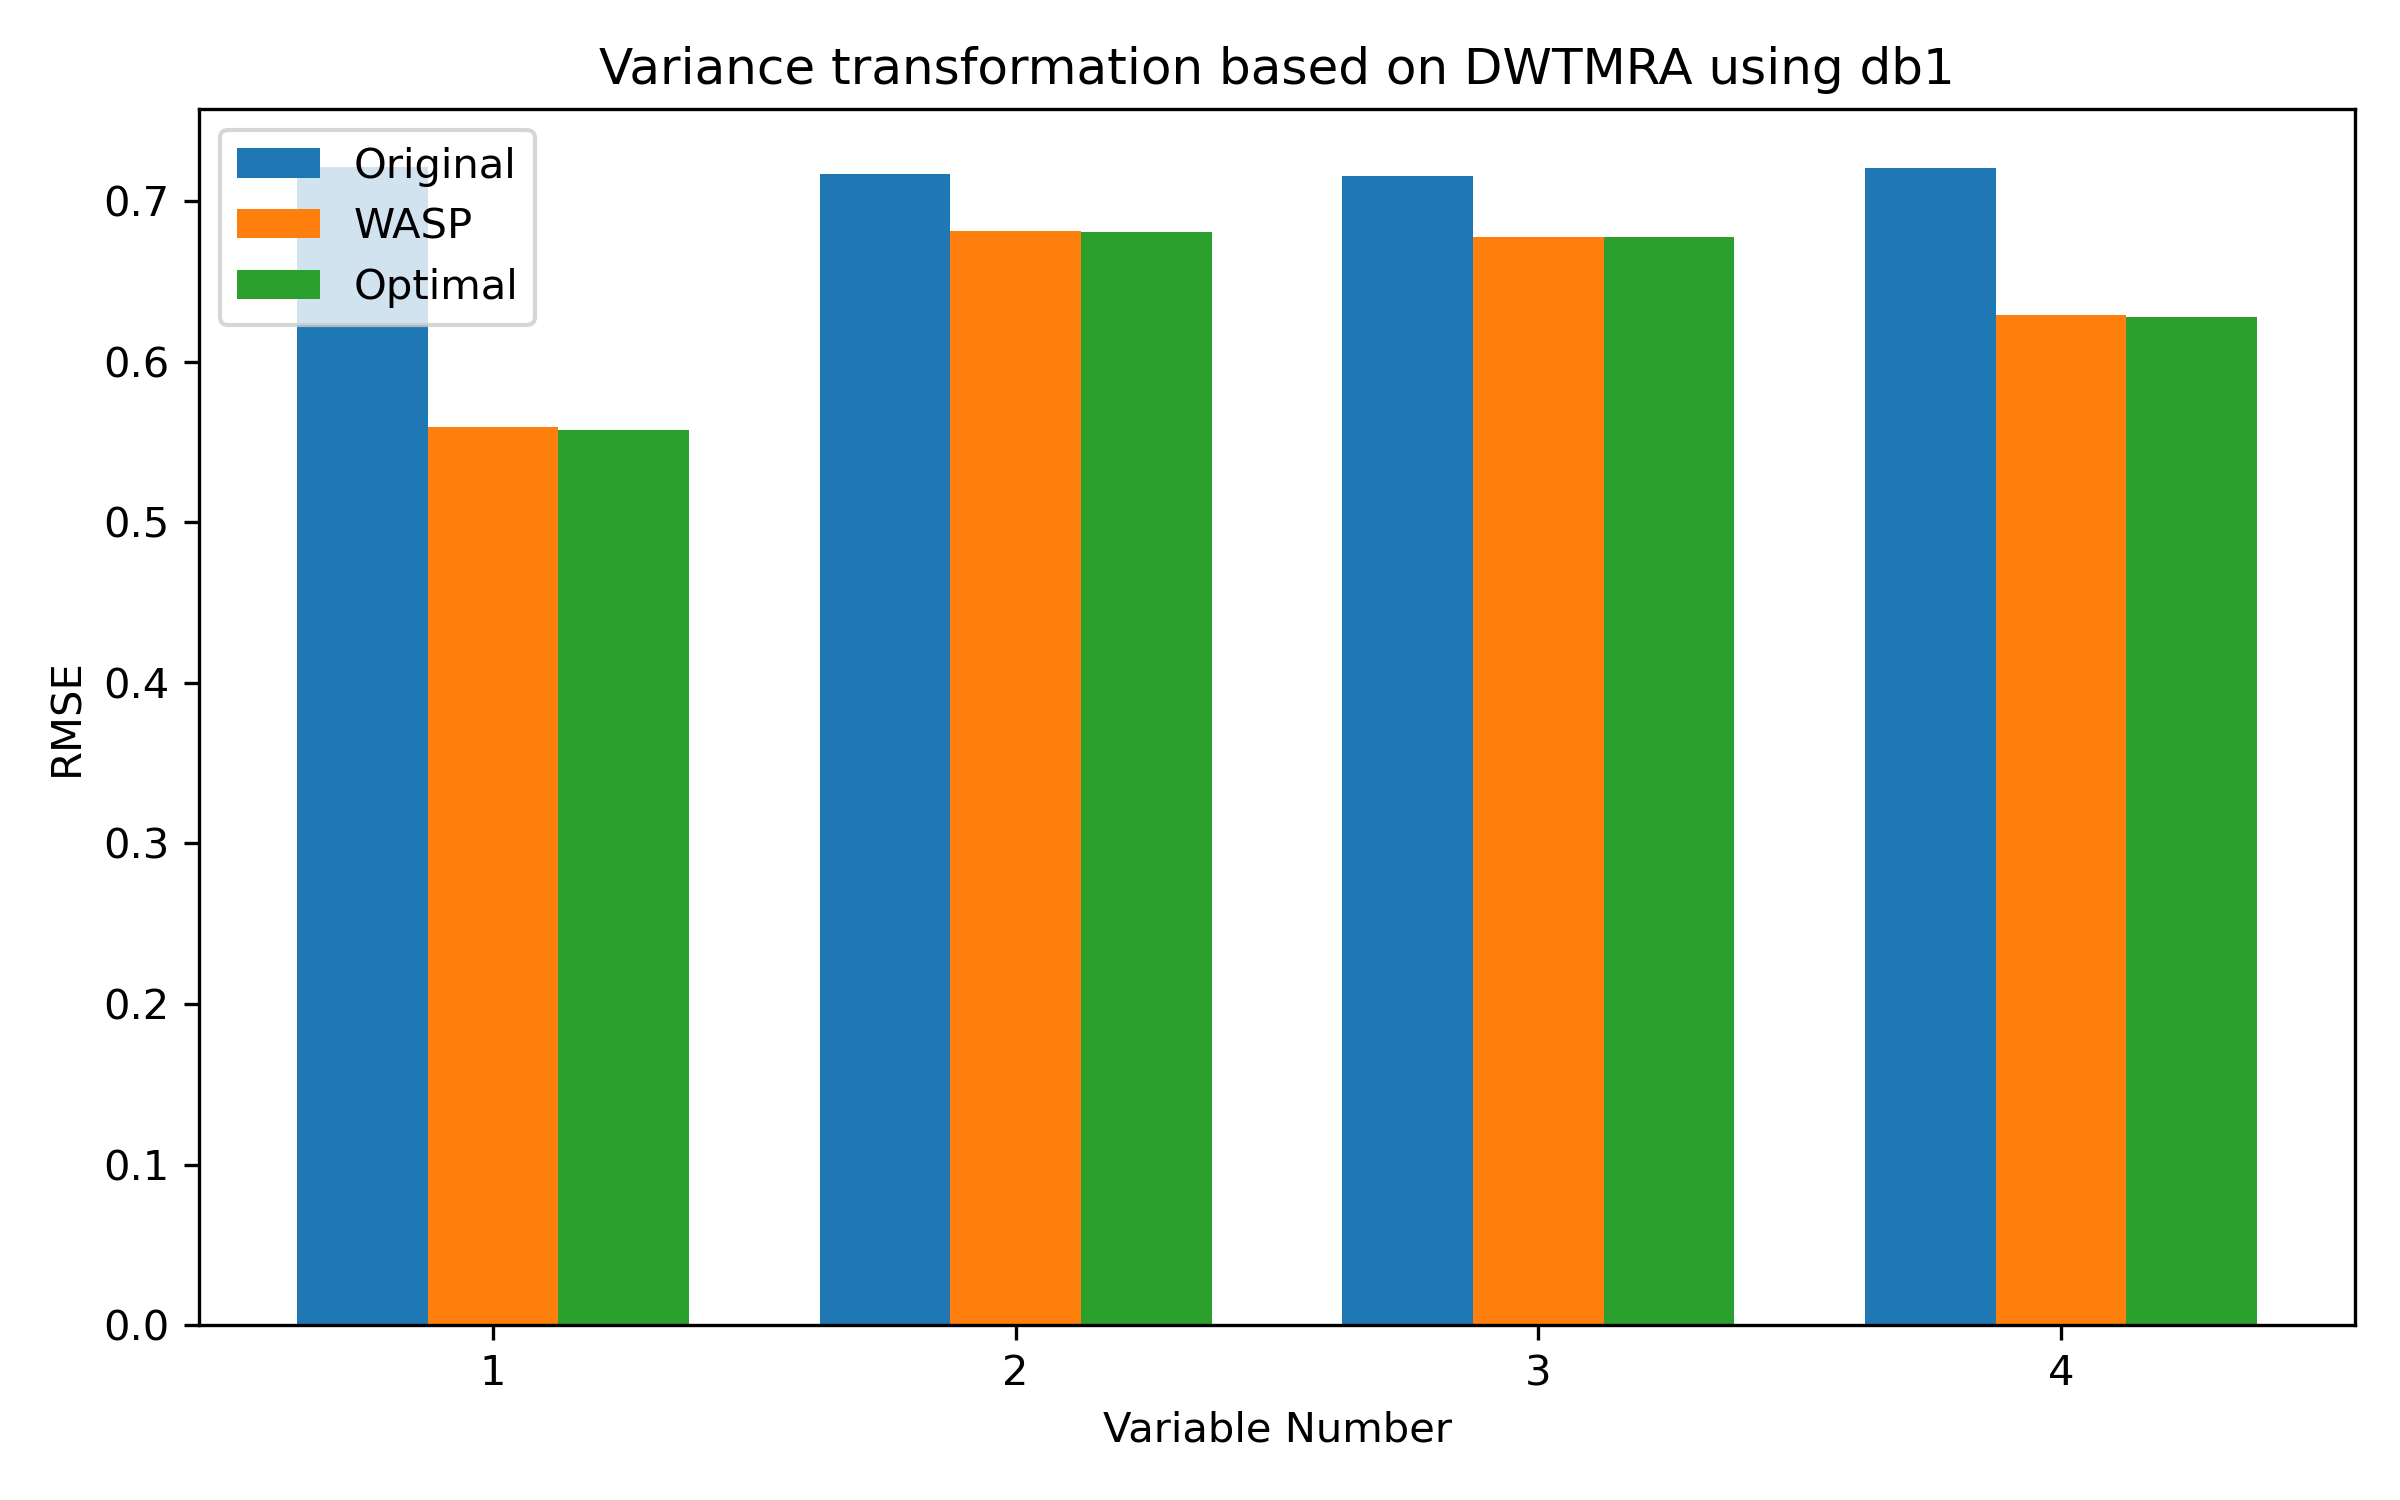 Variance transformation based on DWTMRA using db1
Original
WASP
Optimal
0.7
0.6
0.5
0.4
0.3
0.2
0.1
0.0
RMSE
1 2 3 4
Variable Number